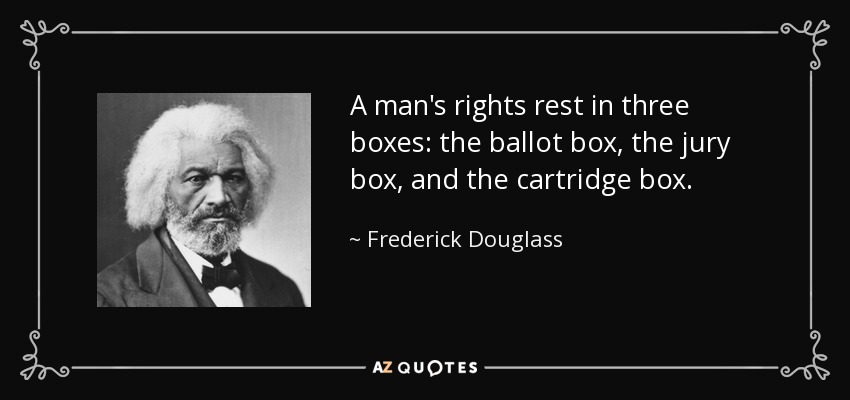 A man's rights rest in three
boxes: the ballot box, the jury
box, and the cartridge box.
~ Frederick Douglass
AZ QUOTES